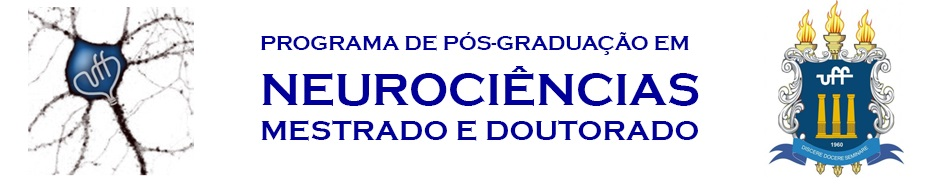 uff
PROGRAMA DE PÓS-GRADUAÇÃO EM
NEUROCIÊNCIAS
MESTRADO E DOUTORADO
uff
1960
DISCERE DOCERE SEMINARE